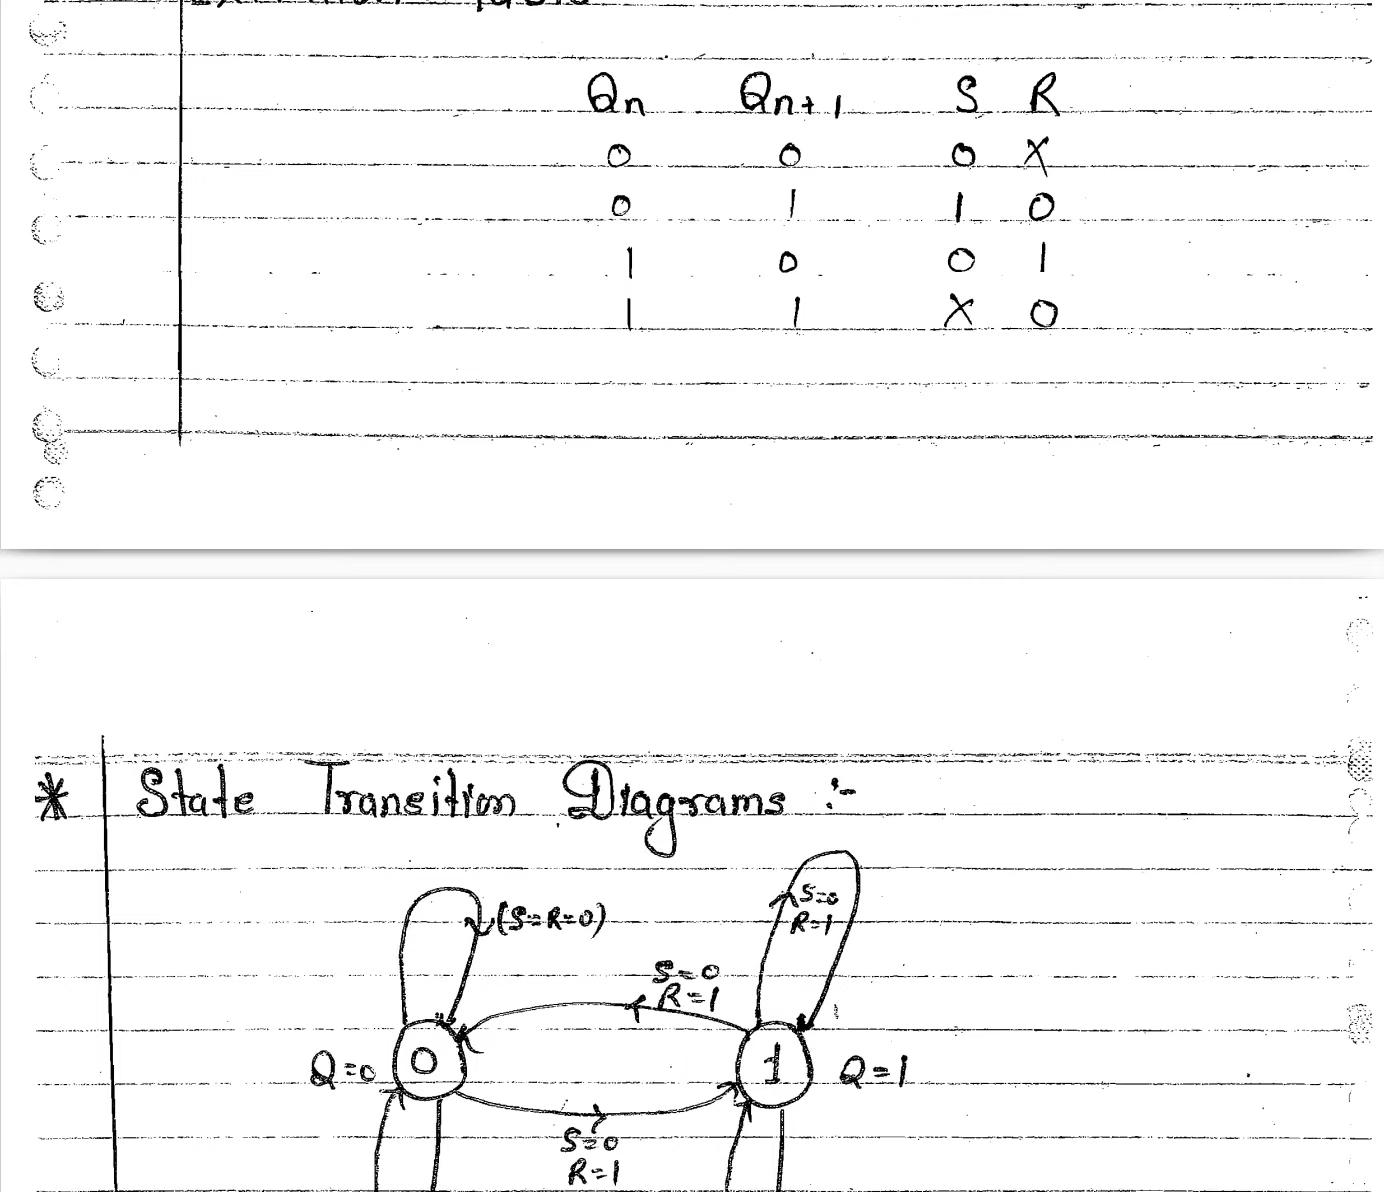 Qn Qn+1 S R
0 0 0 X
0 1 1 0
1 0 0 1
1 1 X 0
* State Transition Diagrams :-
(S=R=0)
S=0
R=1
S=0
R=1
Q=0 0 1 Q=1
S=0
R=1